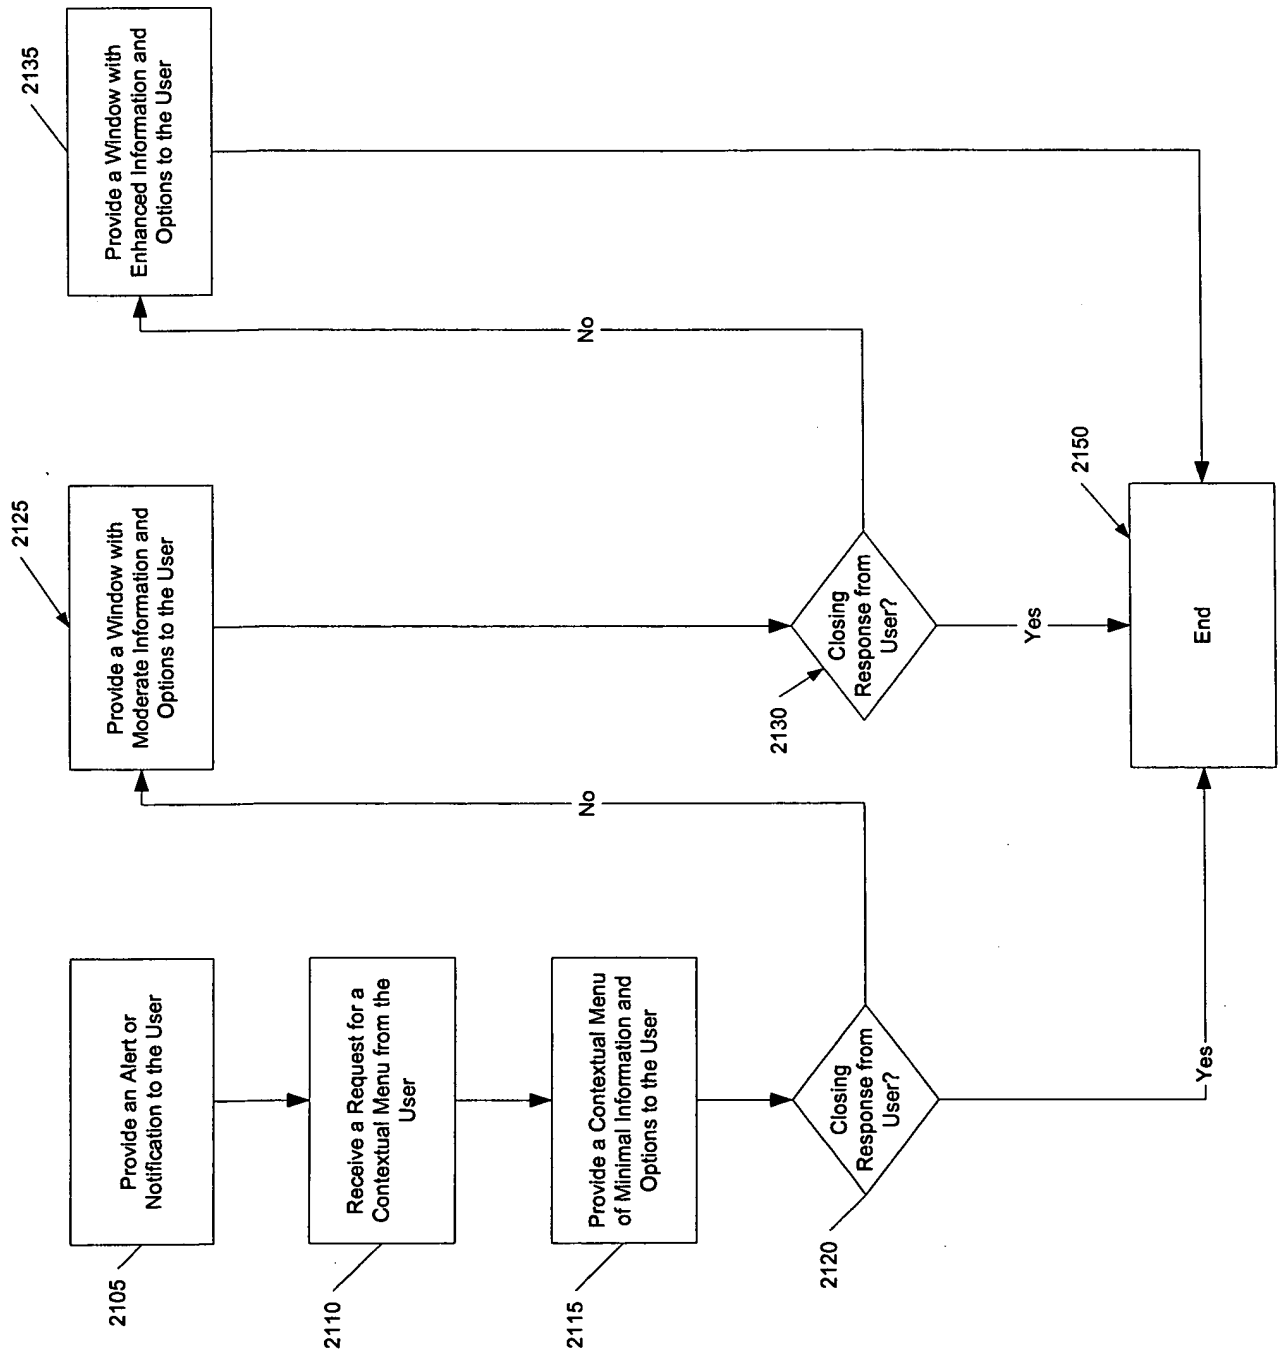 2105
Provide an Alert or
Notification to the User
2110
Receive a Request for a
Contextual Menu from the
User
2115
Provide a Contextual Menu
of Minimal Information and
Options to the User
2120
Closing
Response from
User?
No
Yes
2125
Provide a Window with
Moderate Information and
Options to the User
2130
Closing
Response from
User?
No
Yes
2135
Provide a Window with
Enhanced Information and
Options to the User
2150
End